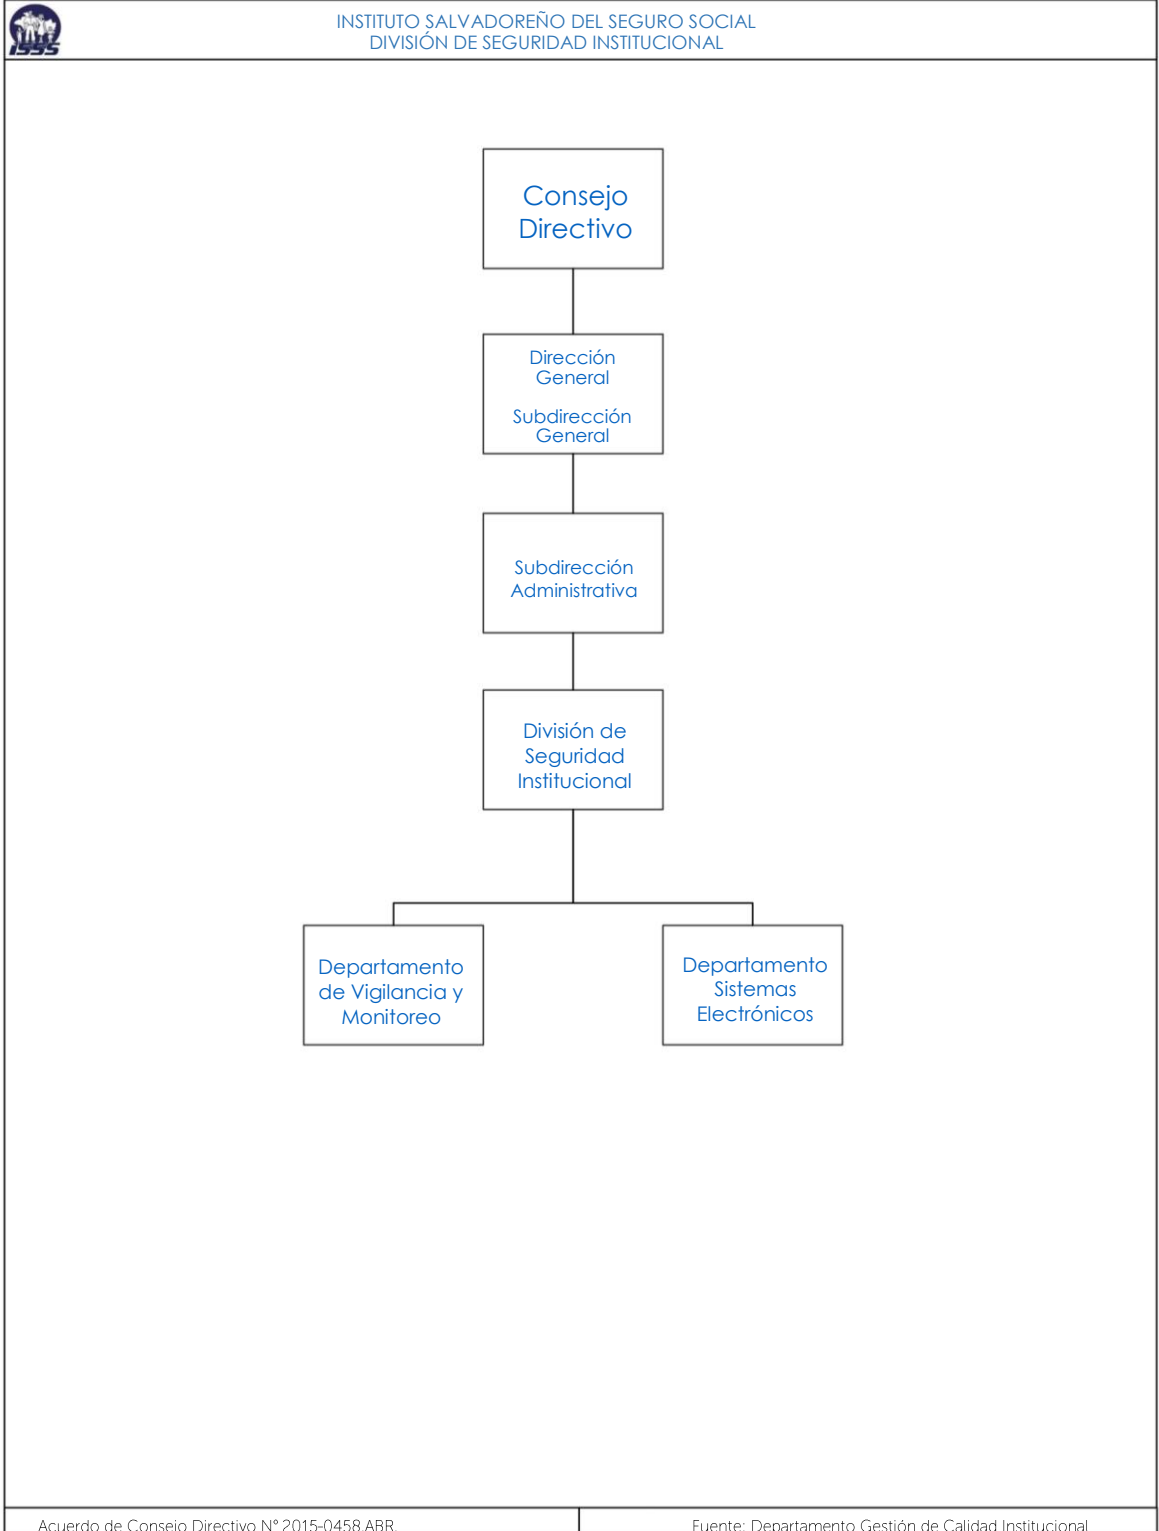 ISSS
INSTITUTO SALVADOREÑO DEL SEGURO SOCIAL
DIVISIÓN DE SEGURIDAD INSTITUCIONAL
Consejo
Directivo
Dirección
General
Subdirección
General
Subdirección
Administrativa
División de
Seguridad
Institucional
Departamento
de Vigilancia y
Monitoreo
Departamento
Sistemas
Electrónicos
Acuerdo de Consejo Directivo N° 2015-0458.ABR.
Fuente: Departamento Gestión de Calidad Institucional